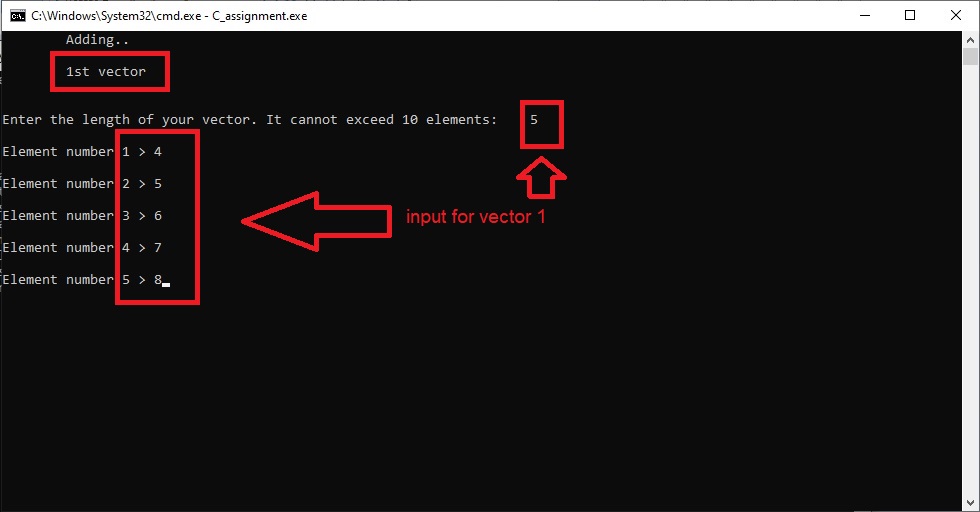 C:\Windows\System32\cmd.exe - C_assignment.exe
Adding..
1st vector
Enter the length of your vector. It cannot exceed 10 elements: 5
Element number 1 > 4
Element number 2 > 5
Element number 3 > 6
input for vector 1
Element number 4 > 7
Element number 5 > 8